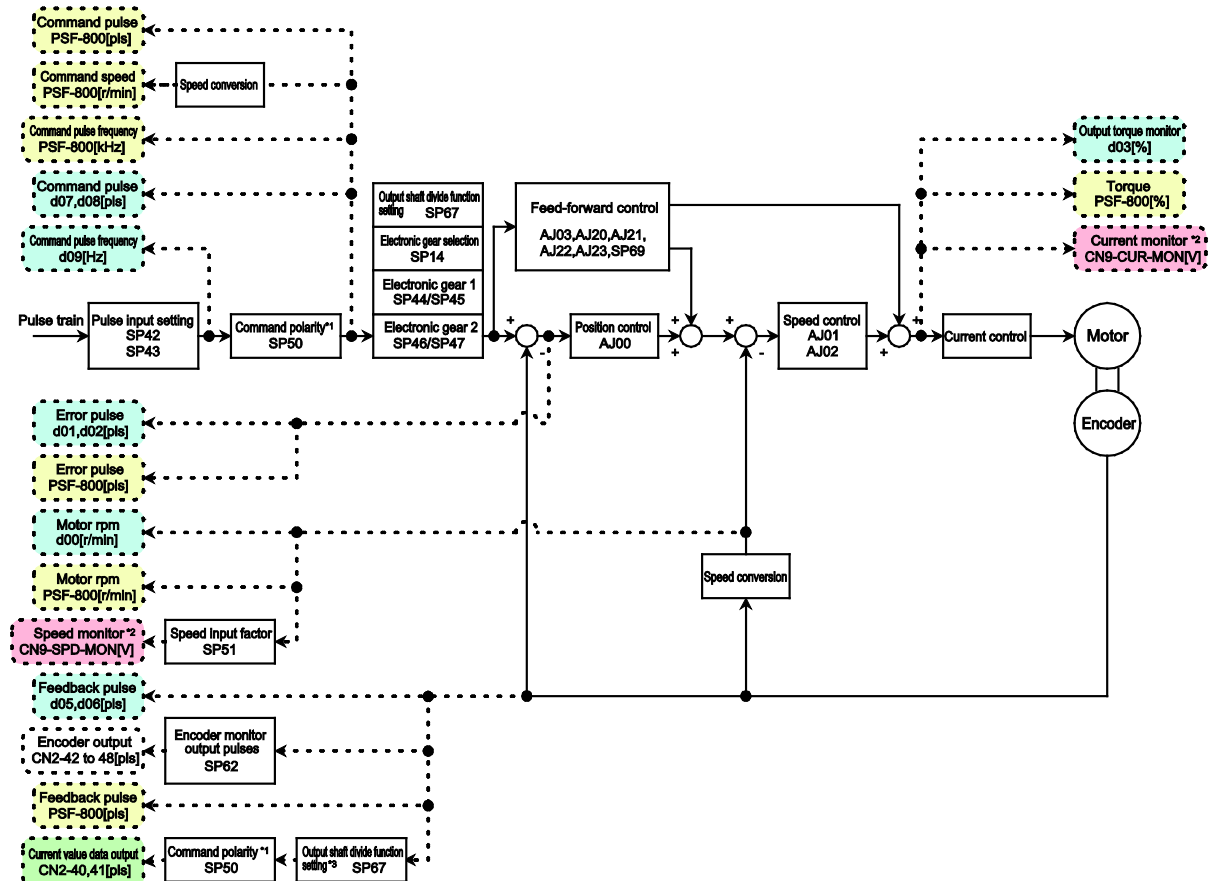 Command pulse
PSF-800[pls]
Command speed
PSF-800[r/min]
Speed conversion
Command pulse frequency
PSF-800[kHz]
Command pulse
d07,d08[pls]
Command pulse frequency
d09[Hz]
Output shaft divide function
setting SP67
Electronic gear selection
SP14
Electronic gear 1
SP44/SP45
Electronic gear 2
SP46/SP47
Feed-forward control
AJ03,AJ20,AJ21,
AJ22,AJ23,SP69
Output torque monitor
d03[%]
Torque
PSF-800[%]
Current monitor *2
CN9-CUR-MON[V]
Pulse train
Pulse input setting
SP42
SP43
Command polarity*1
SP50
+
-
Position control
AJ00
+
+
+
-
Speed control
AJ01
AJ02
+
+
Current control
Motor
Encoder
Error pulse
d01,d02[pls]
Error pulse
PSF-800[pls]
Motor rpm
d00[r/min]
Motor rpm
PSF-800[r/min]
Speed conversion
Speed monitor *2
CN9-SPD-MON[V]
Speed input factor
SP51
Feedback pulse
d05,d06[pls]
Encoder output
CN2-42 to 48[pls]
Encoder monitor
output pulses
SP62
Feedback pulse
PSF-800[pls]
Current value data output
CN2-40,41[pls]
Command polarity *1
SP50
Output shaft divide function
setting*3 SP67